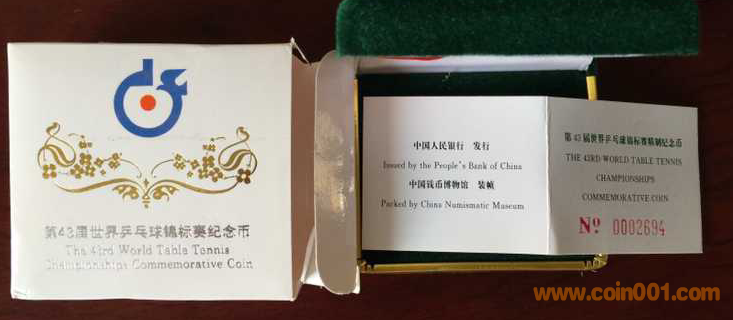 第43届世界乒乓球锦标赛纪念币
The 43rd World Table Tennis
Championships Commemorative Coin
中国人民银行 发行
Issued by the People's Bank of China
中国钱币博物馆 装帧
Packed by China Numismatic Museum
第43届世界乒乓球锦标赛精制纪念币
THE 43RD WORLD TABLE TENNIS
CHAMPIONSHIPS
COMMEMORATIVE COIN
Nº 0002694
www.coin001.com